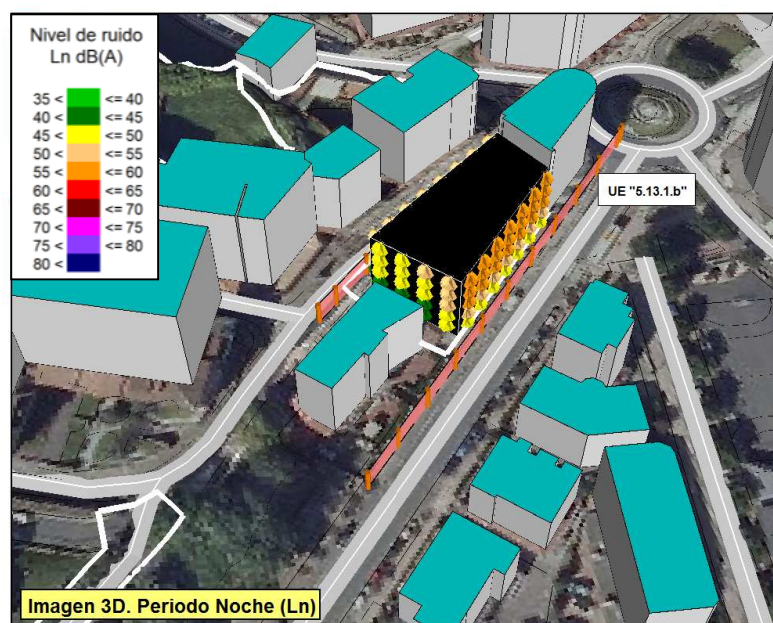 Nivel de ruido
Ln dB(A)
35 < <= 40
40 < <= 45
45 < <= 50
50 < <= 55
55 < <= 60
60 < <= 65
65 < <= 70
70 < <= 75
75 < <= 80
80 <
UE "5.13.1.b"
Imagen 3D. Periodo Noche (Ln)